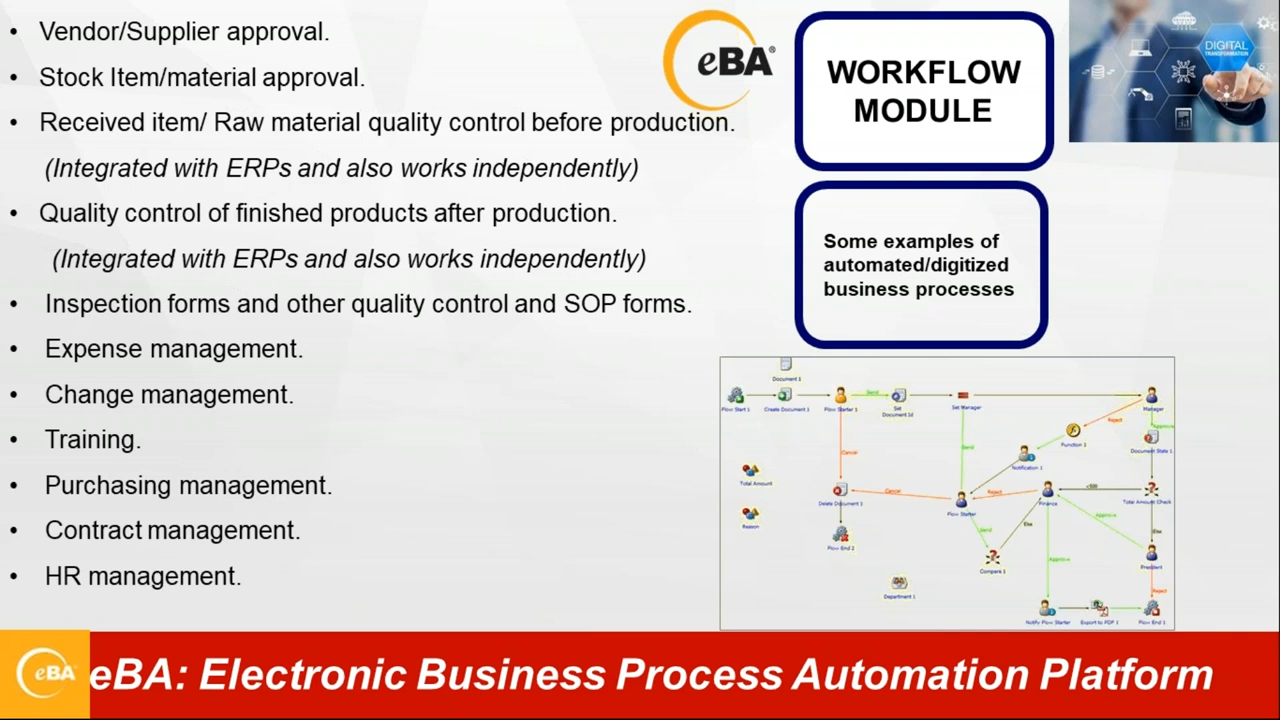 • Vendor/Supplier approval.
• Stock Item/material approval.
• Received item/ Raw material quality control before production.
(Integrated with ERPs and also works independently)
• Quality control of finished products after production.
(Integrated with ERPs and also works independently)
• Inspection forms and other quality control and SOP forms.
• Expense management.
• Change management.
• Training.
• Purchasing management.
• Contract management.
• HR management.
eBA®
WORKFLOW
MODULE
DIGITAL
TRANSFORMATION
Some examples of
automated/digitized
business processes
Document 1
Flow Start 1
Create Document 1
Flow Starter 1
Send
Set
Document Id
Set Manager
Manager
Reject
Approve
Function 1
Document State 1
Cancel
Send
Notification 1
Total Amount
Delete Document 1
Cancel
Flow Starter
Reject
Finance
<500
Total Amount Check
Reason
Approve
Else
Send
Else
Flow End 2
Compare 1
Approve
President
Department 1
Reject
Notify Flow Starter
Export to PDF 1
Flow End 1
eBA®
eBA: Electronic Business Process Automation Platform